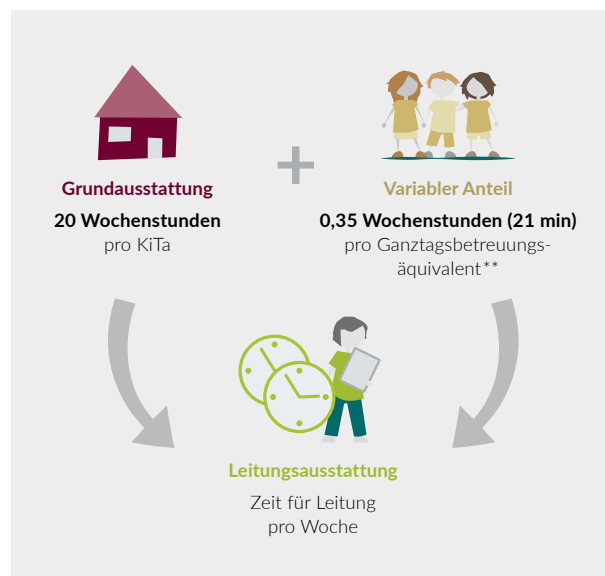 +
Grundausstattung
20 Wochenstunden
pro KiTa
Variabler Anteil
0,35 Wochenstunden (21 min)
pro Ganztagsbetreuungs-
äquivalent**
Leitungsausstattung
Zeit für Leitung
pro Woche